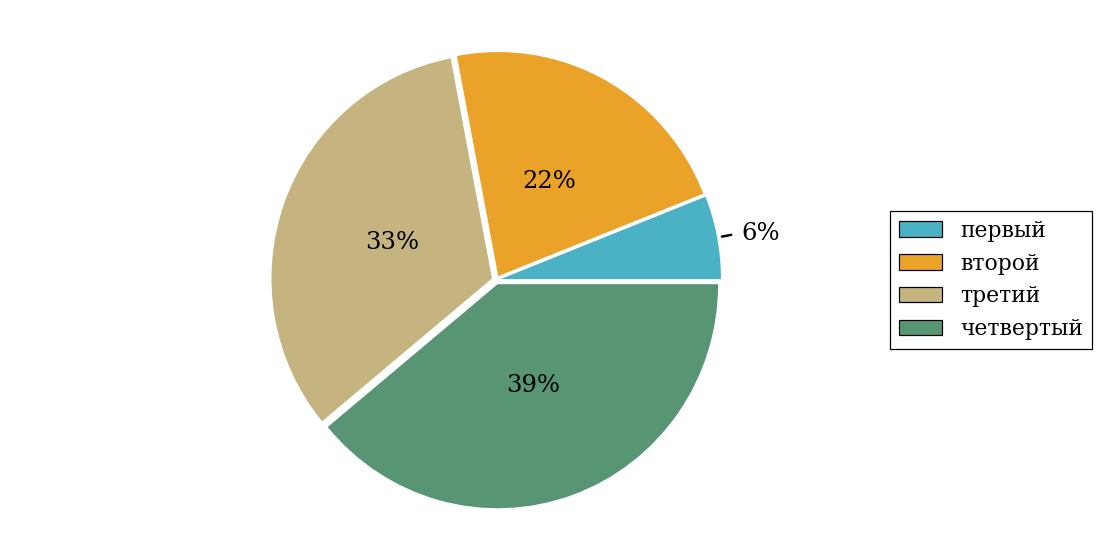 22%
6%
33%
39%
первый
второй
третий
четвертый